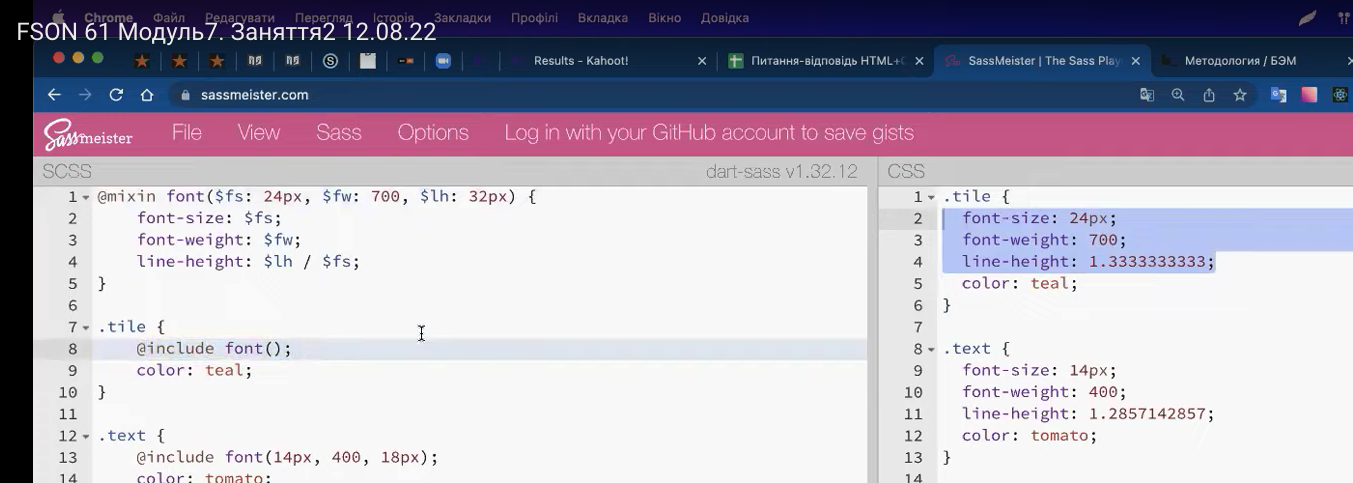 Chrome Файл Редагувати Перегляд Історія Закладки Профілі Вкладка Вікно Довідка
FSON 61 Модуль7. Заняття2 12.08.22
Results - Kahoot!
Питання-відповідь HTML+C
SassMeister | The Sass Play
Методология / БЭМ
sassmeister.com
Sassmeister File View Sass Options Log in with your GitHub account to save gists
SCSS dart-sass v1.32.12
1 @mixin font($fs: 24px, $fw: 700, $lh: 32px) {
2 font-size: $fs;
3 font-weight: $fw;
4 line-height: $lh / $fs;
5 }
6
7 .tile {
8 @include font();
9 color: teal;
10 }
11
12 .text {
13 @include font(14px, 400, 18px);
14 color: tomato;
CSS
1 .tile {
2 font-size: 24px;
3 font-weight: 700;
4 line-height: 1.3333333333;
5 color: teal;
6 }
7
8 .text {
9 font-size: 14px;
10 font-weight: 400;
11 line-height: 1.2857142857;
12 color: tomato;
13 }
14